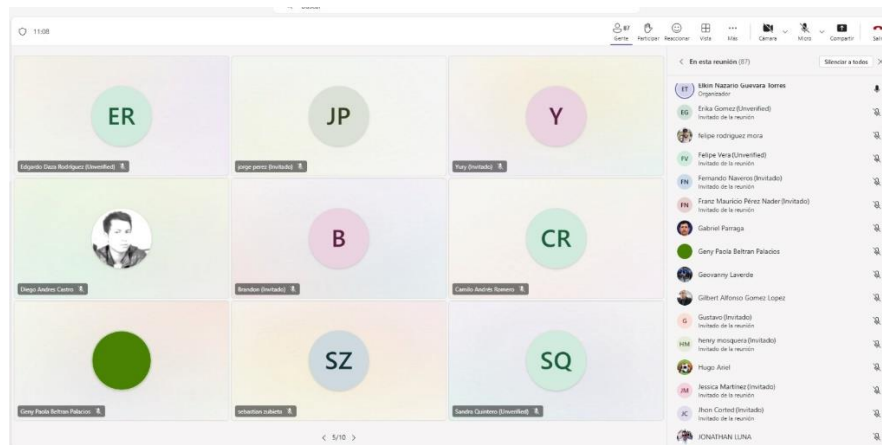 11:08
87
Gente
Participar
Reaccionar
Vista
Más
Cámara
Micro
Compartir
ER
Edgardo Daza Rodriguez (Unverified)
JP
jorge perez (Invitado)
Y
Yury (Invitado)
Diego Andres Castro
B
Brandon (Invitado)
CR
Camilo Andrés Romero
Geny Paola Beltran Palacios
SZ
sebastian zubieta
SQ
Sandra Quintero (Unverified)
5/10
En esta reunión (87)
Silenciar a todos
ET
Elkin Nazario Guevara Torres
Organizador
EG
Erika Gomez (Unverified)
Invitado de la reunión
felipe rodriguez mora
FV
Felipe Vera (Unverified)
Invitado de la reunión
FN
Fernando Naveros (Invitado)
Invitado de la reunión
FN
Franz Mauricio Pérez Nader (Invitado)
Invitado de la reunión
Gabriel Parraga
Geny Paola Beltran Palacios
Geovanny Laverde
Gilbert Alfonso Gomez Lopez
G
Gustavo (Invitado)
Invitado de la reunión
HM
henry mosquera (Invitado)
Invitado de la reunión
Hugo Ariel
JM
Jessica Martinez (Invitado)
Invitado de la reunión
JC
Jhon Corted (Invitado)
Invitado de la reunión
JONATHAN LUNA